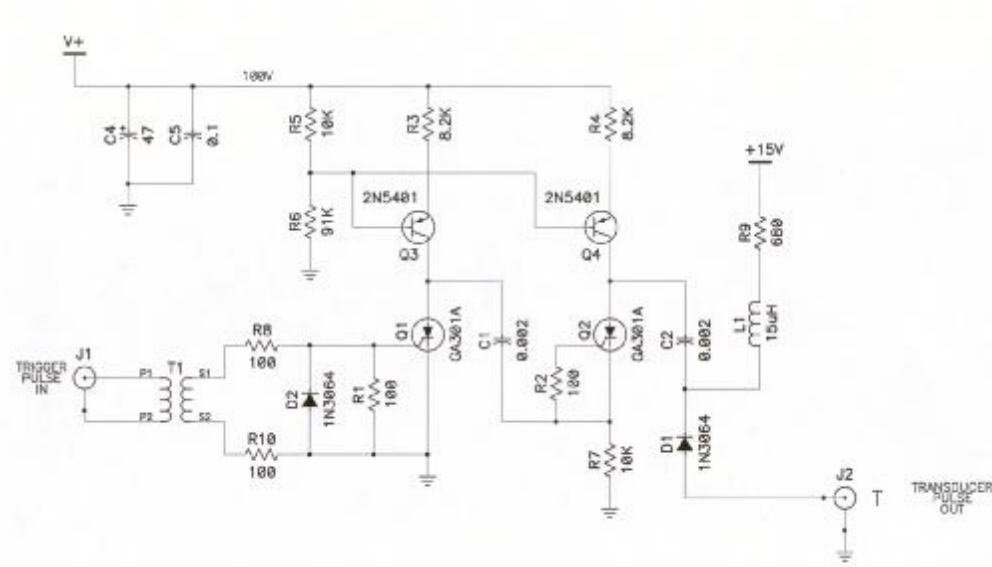 V+
100V
C4
+
47
C5
0.1
R5
10K
R3
8.2K
R4
8.2K
+15V
R6
91K
2N5401
Q3
2N5401
Q4
R9
680
L1
15uH
Q1
GA301A
C1
0.002
Q2
GA301A
C2
0.002
R8
100
J1
TRIGGER
PULSE
IN
P1
T1
S1
P2
S2
D2
1N3064
R1
100
R2
100
R10
100
R7
10K
D1
1N3064
J2
T
TRANSDUCER
PULSE
OUT